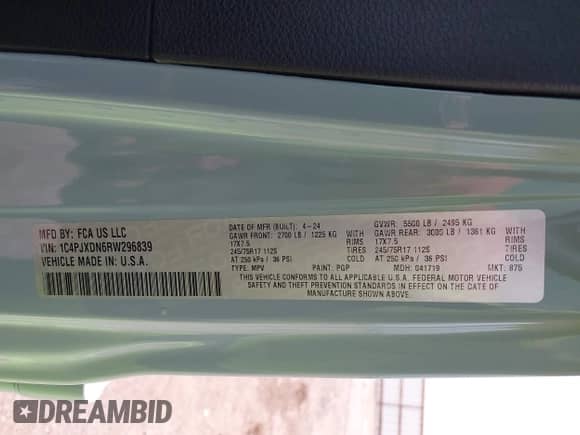 MFD BY: FCA US LLC
VIN: 1C4PJXDN6RW296839
VEHICLE MADE IN: U.S.A.
DATE OF MFR (BUILT): 4-24
GVWR: 5500 LB / 2495 KG
GAWR FRONT: 2700 LB / 1225 KG WITH
GAWR REAR: 3000 LB / 1361 KG WITH
17X7.5 RIMS 17X7.5 RIMS
245/75R17 112S TIRES 245/75R17 112S TIRES
AT 250 kPa / 36 PSI COLD AT 250 kPa / 36 PSI COLD
TYPE: MPV PAINT: PGP MDH: 041719 MKT: 875
THIS VEHICLE CONFORMS TO ALL APPLICABLE U.S.A. FEDERAL MOTOR VEHICLE
SAFETY AND THEFT PREVENTION STANDARDS IN EFFECT ON THE DATE OF
MANUFACTURE SHOWN ABOVE.
DREAMBID